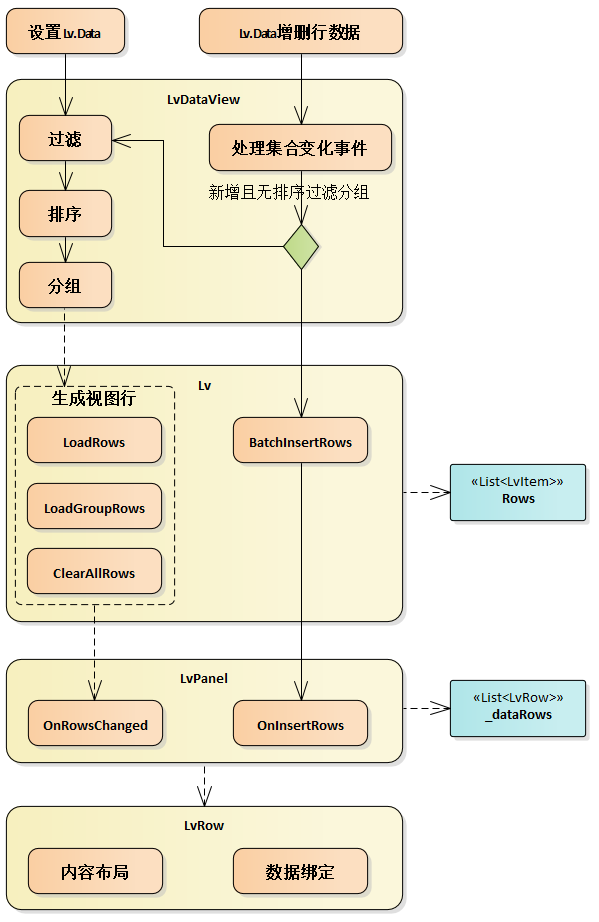 设置Lv.Data
Lv.Data增删行数据
LvDataView
过滤
处理集合变化事件
新增且无排序过滤分组
排序
分组
Lv
生成视图行
LoadRows
BatchInsertRows
LoadGroupRows
ClearAllRows
«List<LvItem>»
Rows
LvPanel
OnRowsChanged
OnInsertRows
«List<LvRow>»
_dataRows
LvRow
内容布局
数据绑定